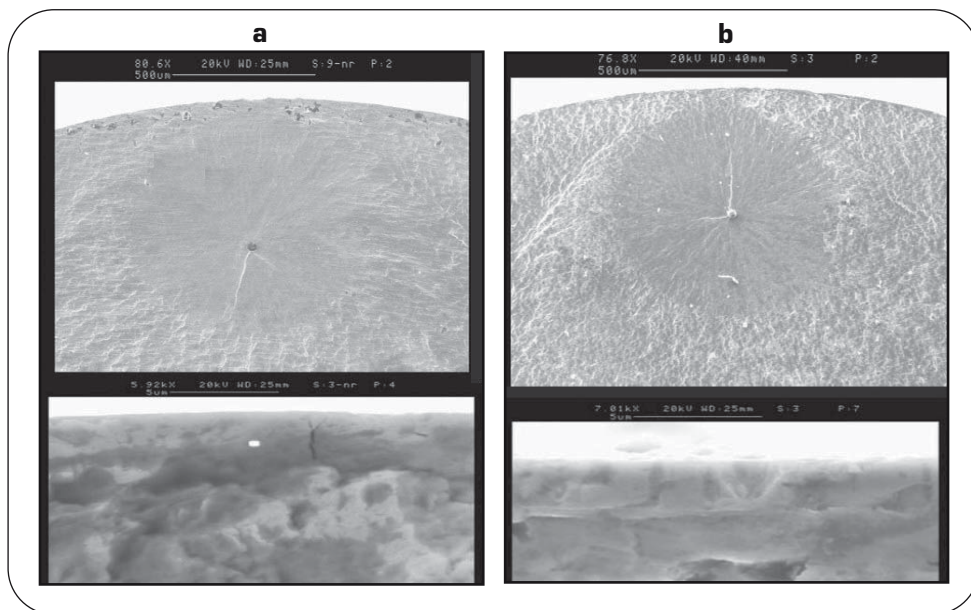 a
80.6X 20kV WD:25mm S:9-nr P:2
500um
5.92kX 20kV WD:25mm S:3-nr P:4
5um
b
76.8X 20kV WD:40mm S:3 P:2
500um
7.01kX 20kV WD:25mm S:3 P:7
5um